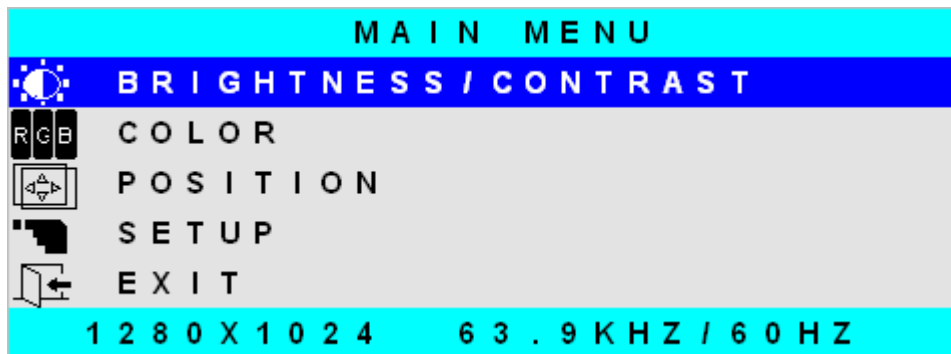 MAIN MENU
BRIGHTNESS/CONTRAST
RGB COLOR
POSITION
SETUP
EXIT
1280X1024 63.9KHZ/60HZ